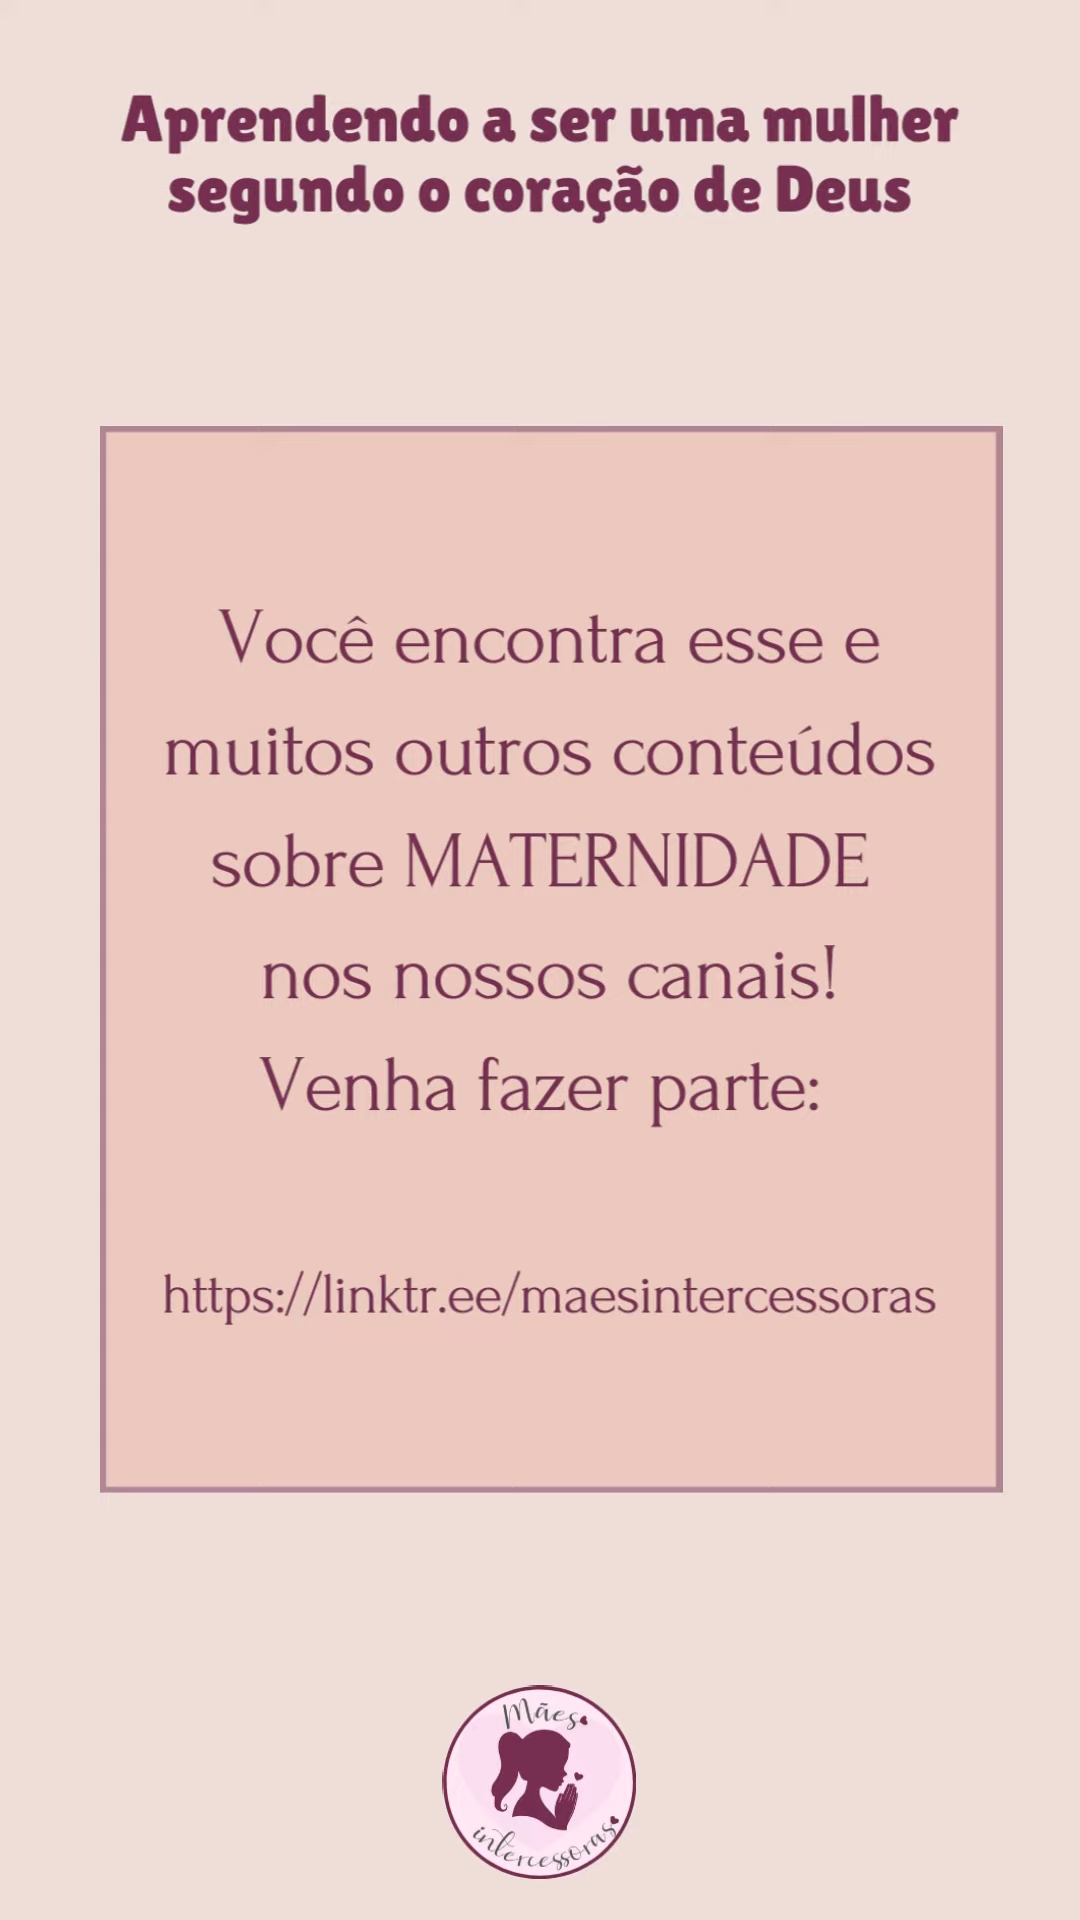 Aprendendo a ser uma mulher
segundo o coração de Deus
Você encontra esse e
muitos outros conteúdos
sobre MATERNIDADE
nos nossos canais!
Venha fazer parte:
https://linktr.ee/maesintercessoras
Mães
intercessoras